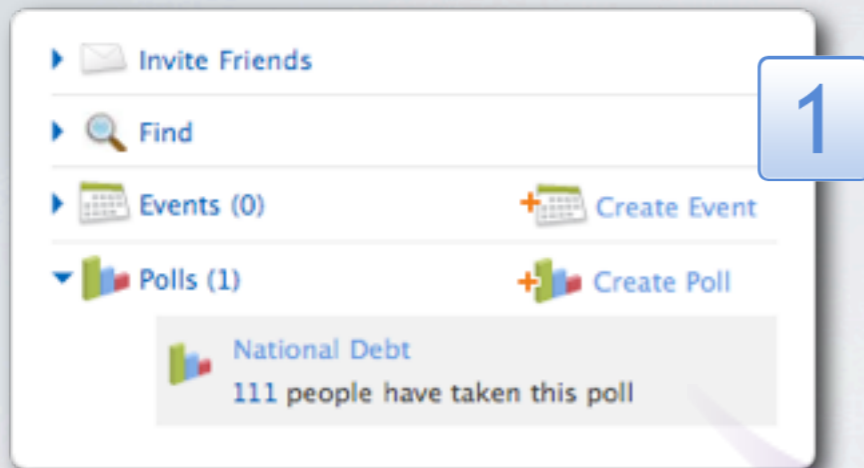 Invite Friends
1
Find
Events (0) Create Event
Polls (1) Create Poll
National Debt
111 people have taken this poll